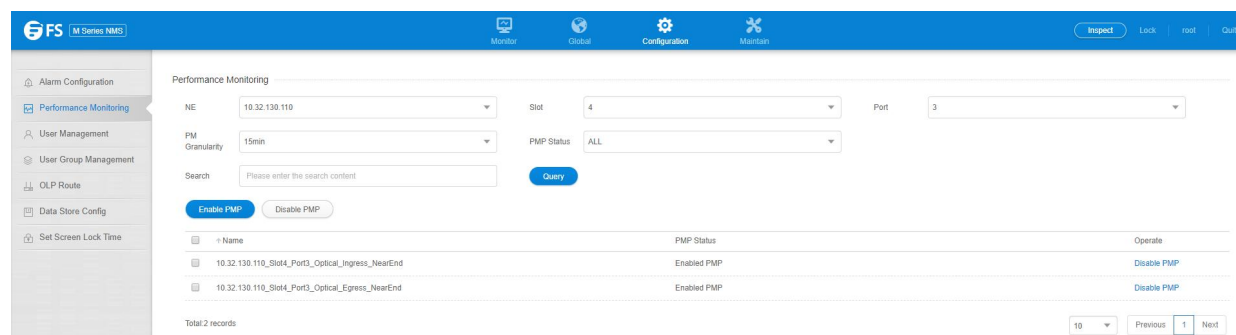 FS M Series NMS
Monitor Global Configuration Maintain
Inspect Lock root Quit
Alarm Configuration
Performance Monitoring
User Management
User Group Management
OLP Route
Data Store Config
Set Screen Lock Time
Performance Monitoring
NE 10.32.130.110 Slot 4 Port 3
PM Granularity 15min PMP Status ALL
Search Please enter the search content Query
Enable PMP Disable PMP
Name PMP Status Operate
10.32.130.110_Slot4_Port3_Optical_Ingress_NearEnd Enabled PMP Disable PMP
10.32.130.110_Slot4_Port3_Optical_Egress_NearEnd Enabled PMP Disable PMP
Total:2 records 10 Previous 1 Next